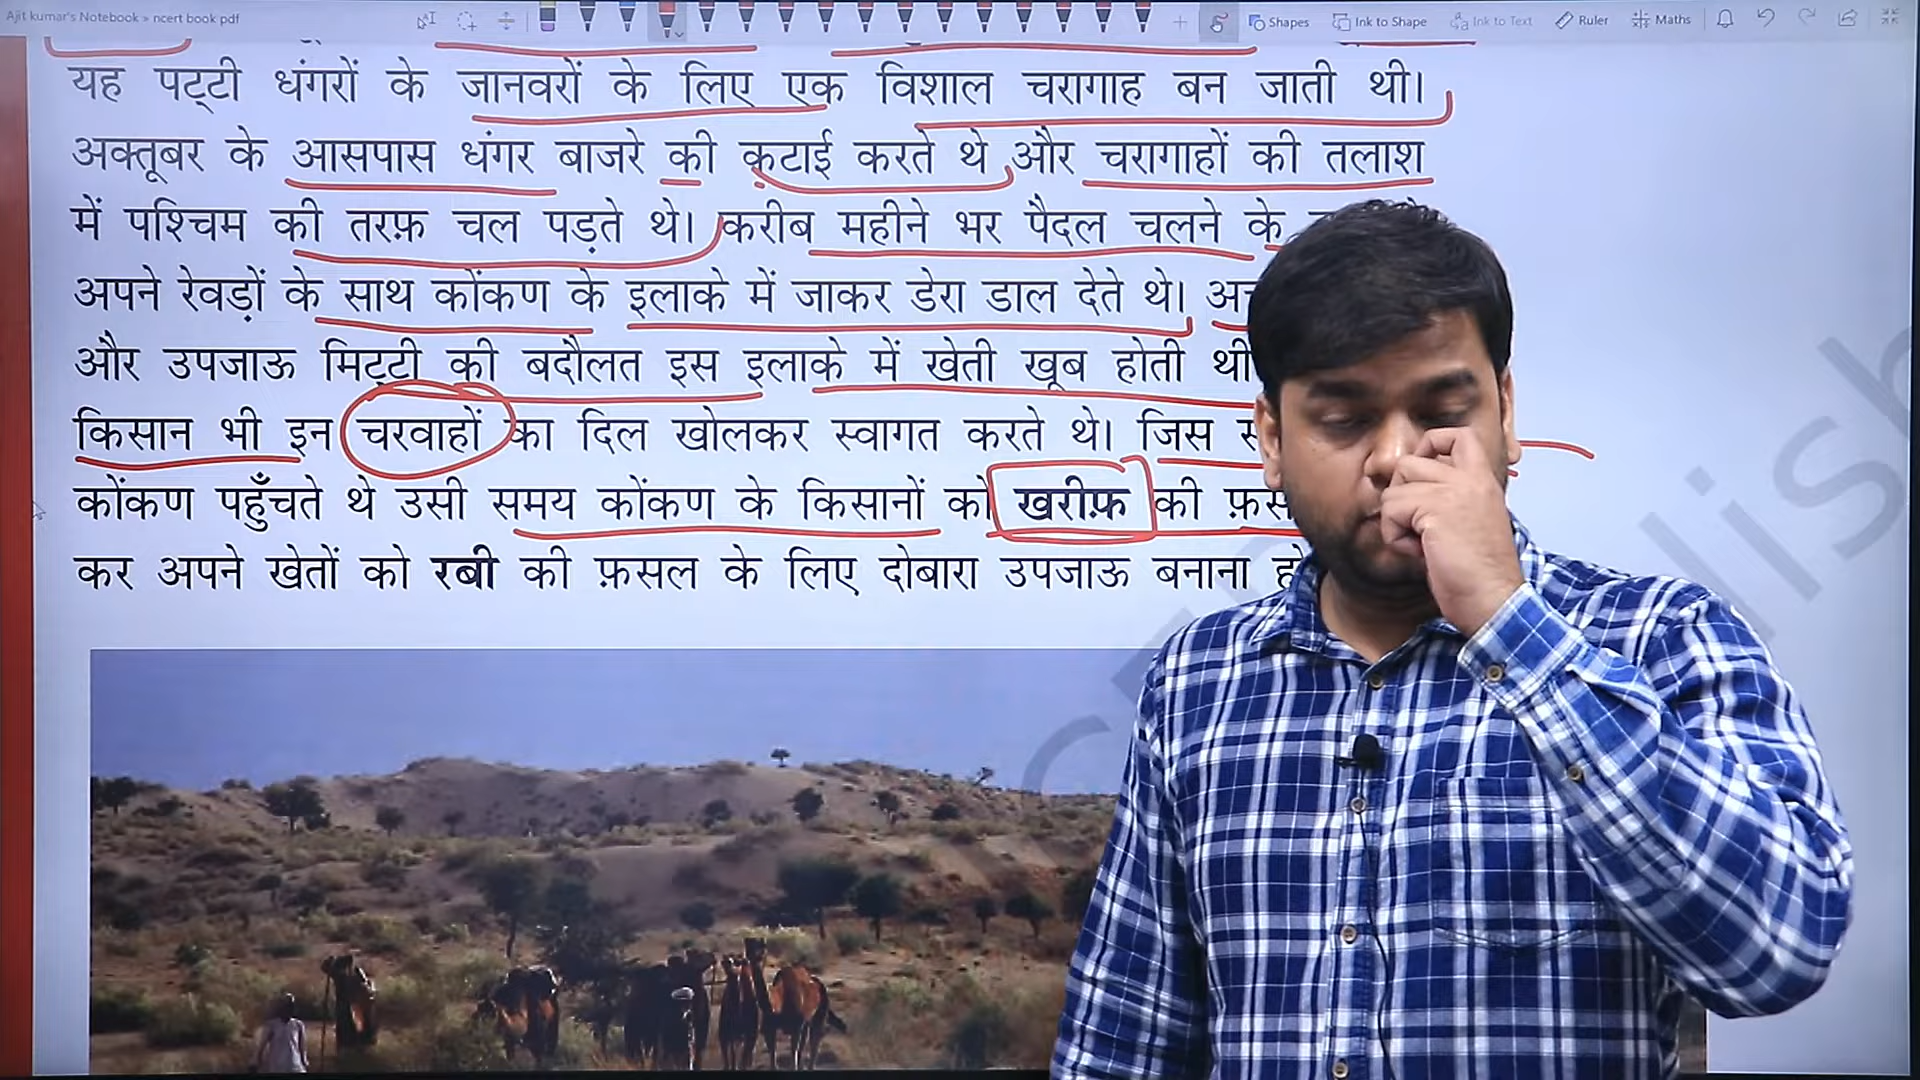 Ajit kumar's Notebook » ncert book pdf
Shapes
Ink to Shape
Ink to Text
Ruler
Maths
यह पट्टी धंगरों के जानवरों के लिए एक विशाल चरागाह बन जाती थी।
अक्तूबर के आसपास धंगर बाजरे की कटाई करते थे और चरागाहों की तलाश
में पश्चिम की तरफ़ चल पड़ते थे। करीब महीने भर पैदल चलने के
अपने रेवड़ों के साथ कोंकण के इलाके में जाकर डेरा डाल देते थे।
और उपजाऊ मिट्टी की बदौलत इस इलाके में खेती खूब होती थी
किसान भी इन चरवाहों का दिल खोलकर स्वागत करते थे। जिस
कोंकण पहुँचते थे उसी समय कोंकण के किसानों को खरीफ़ की
कर अपने खेतों को रबी की फ़सल के लिए दोबारा उपजाऊ बनाना